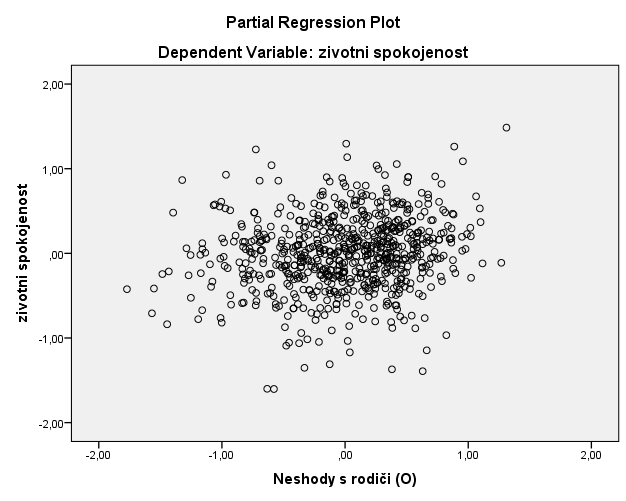 Partial Regression Plot
Dependent Variable: zivotni spokojenost
2,00
1,00
,00
-1,00
-2,00
zivotni spokojenost
-2,00 -1,00 ,00 1,00 2,00
Neshody s rodiči (O)